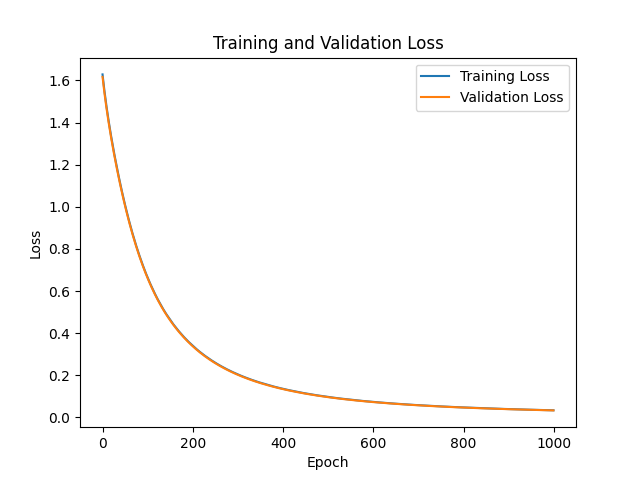 Training and Validation Loss
Training Loss
Validation Loss
Loss
1.6
1.4
1.2
1.0
0.8
0.6
0.4
0.2
0.0
0 200 400 600 800 1000
Epoch